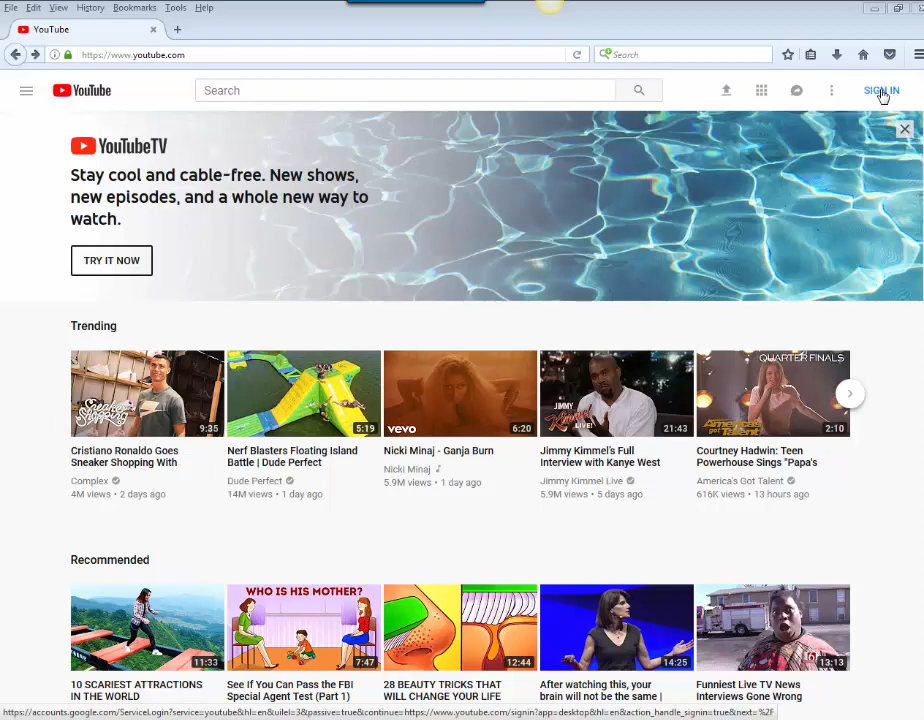 File Edit View History Bookmarks Tools Help
YouTube
https://www.youtube.com
Search
YouTube
Search
SIGN IN
YouTubeTV
Stay cool and cable-free. New shows,
new episodes, and a whole new way to
watch.
TRY IT NOW
Trending
Sneaker Shopping
9:35
Cristiano Ronaldo Goes
Sneaker Shopping With
Complex
4M views • 2 days ago
5:19
Nerf Blasters Floating Island
Battle | Dude Perfect
Dude Perfect
14M views • 1 day ago
vevo
6:20
Nicki Minaj - Ganja Burn
Nicki Minaj
5.9M views • 1 day ago
JIMMY
KIMMEL
LIVE!
21:43
Jimmy Kimmel's Full
Interview with Kanye West
Jimmy Kimmel Live
5.9M views • 5 days ago
QUARTER FINALS
America's
got Talent
2:10
Courtney Hadwin: Teen
Powerhouse Sings "Papa's
America's Got Talent
616K views • 13 hours ago
Recommended
11:33
10 SCARIEST ATTRACTIONS
IN THE WORLD
WHO IS HIS MOTHER?
7:47
See If You Can Pass the FBI
Special Agent Test (Part 1)
12:44
28 BEAUTY TRICKS THAT
WILL CHANGE YOUR LIFE
14:25
After watching this, your
brain will not be the same |
13:13
Funniest Live TV News
Interviews Gone Wrong
https://accounts.google.com/ServiceLogin?service=youtube&hl=en&uilel=3&passive=true&continue=https://www.youtube.com/signin?app=desktop&hl=en&action_handle_signin=true&next=%2F